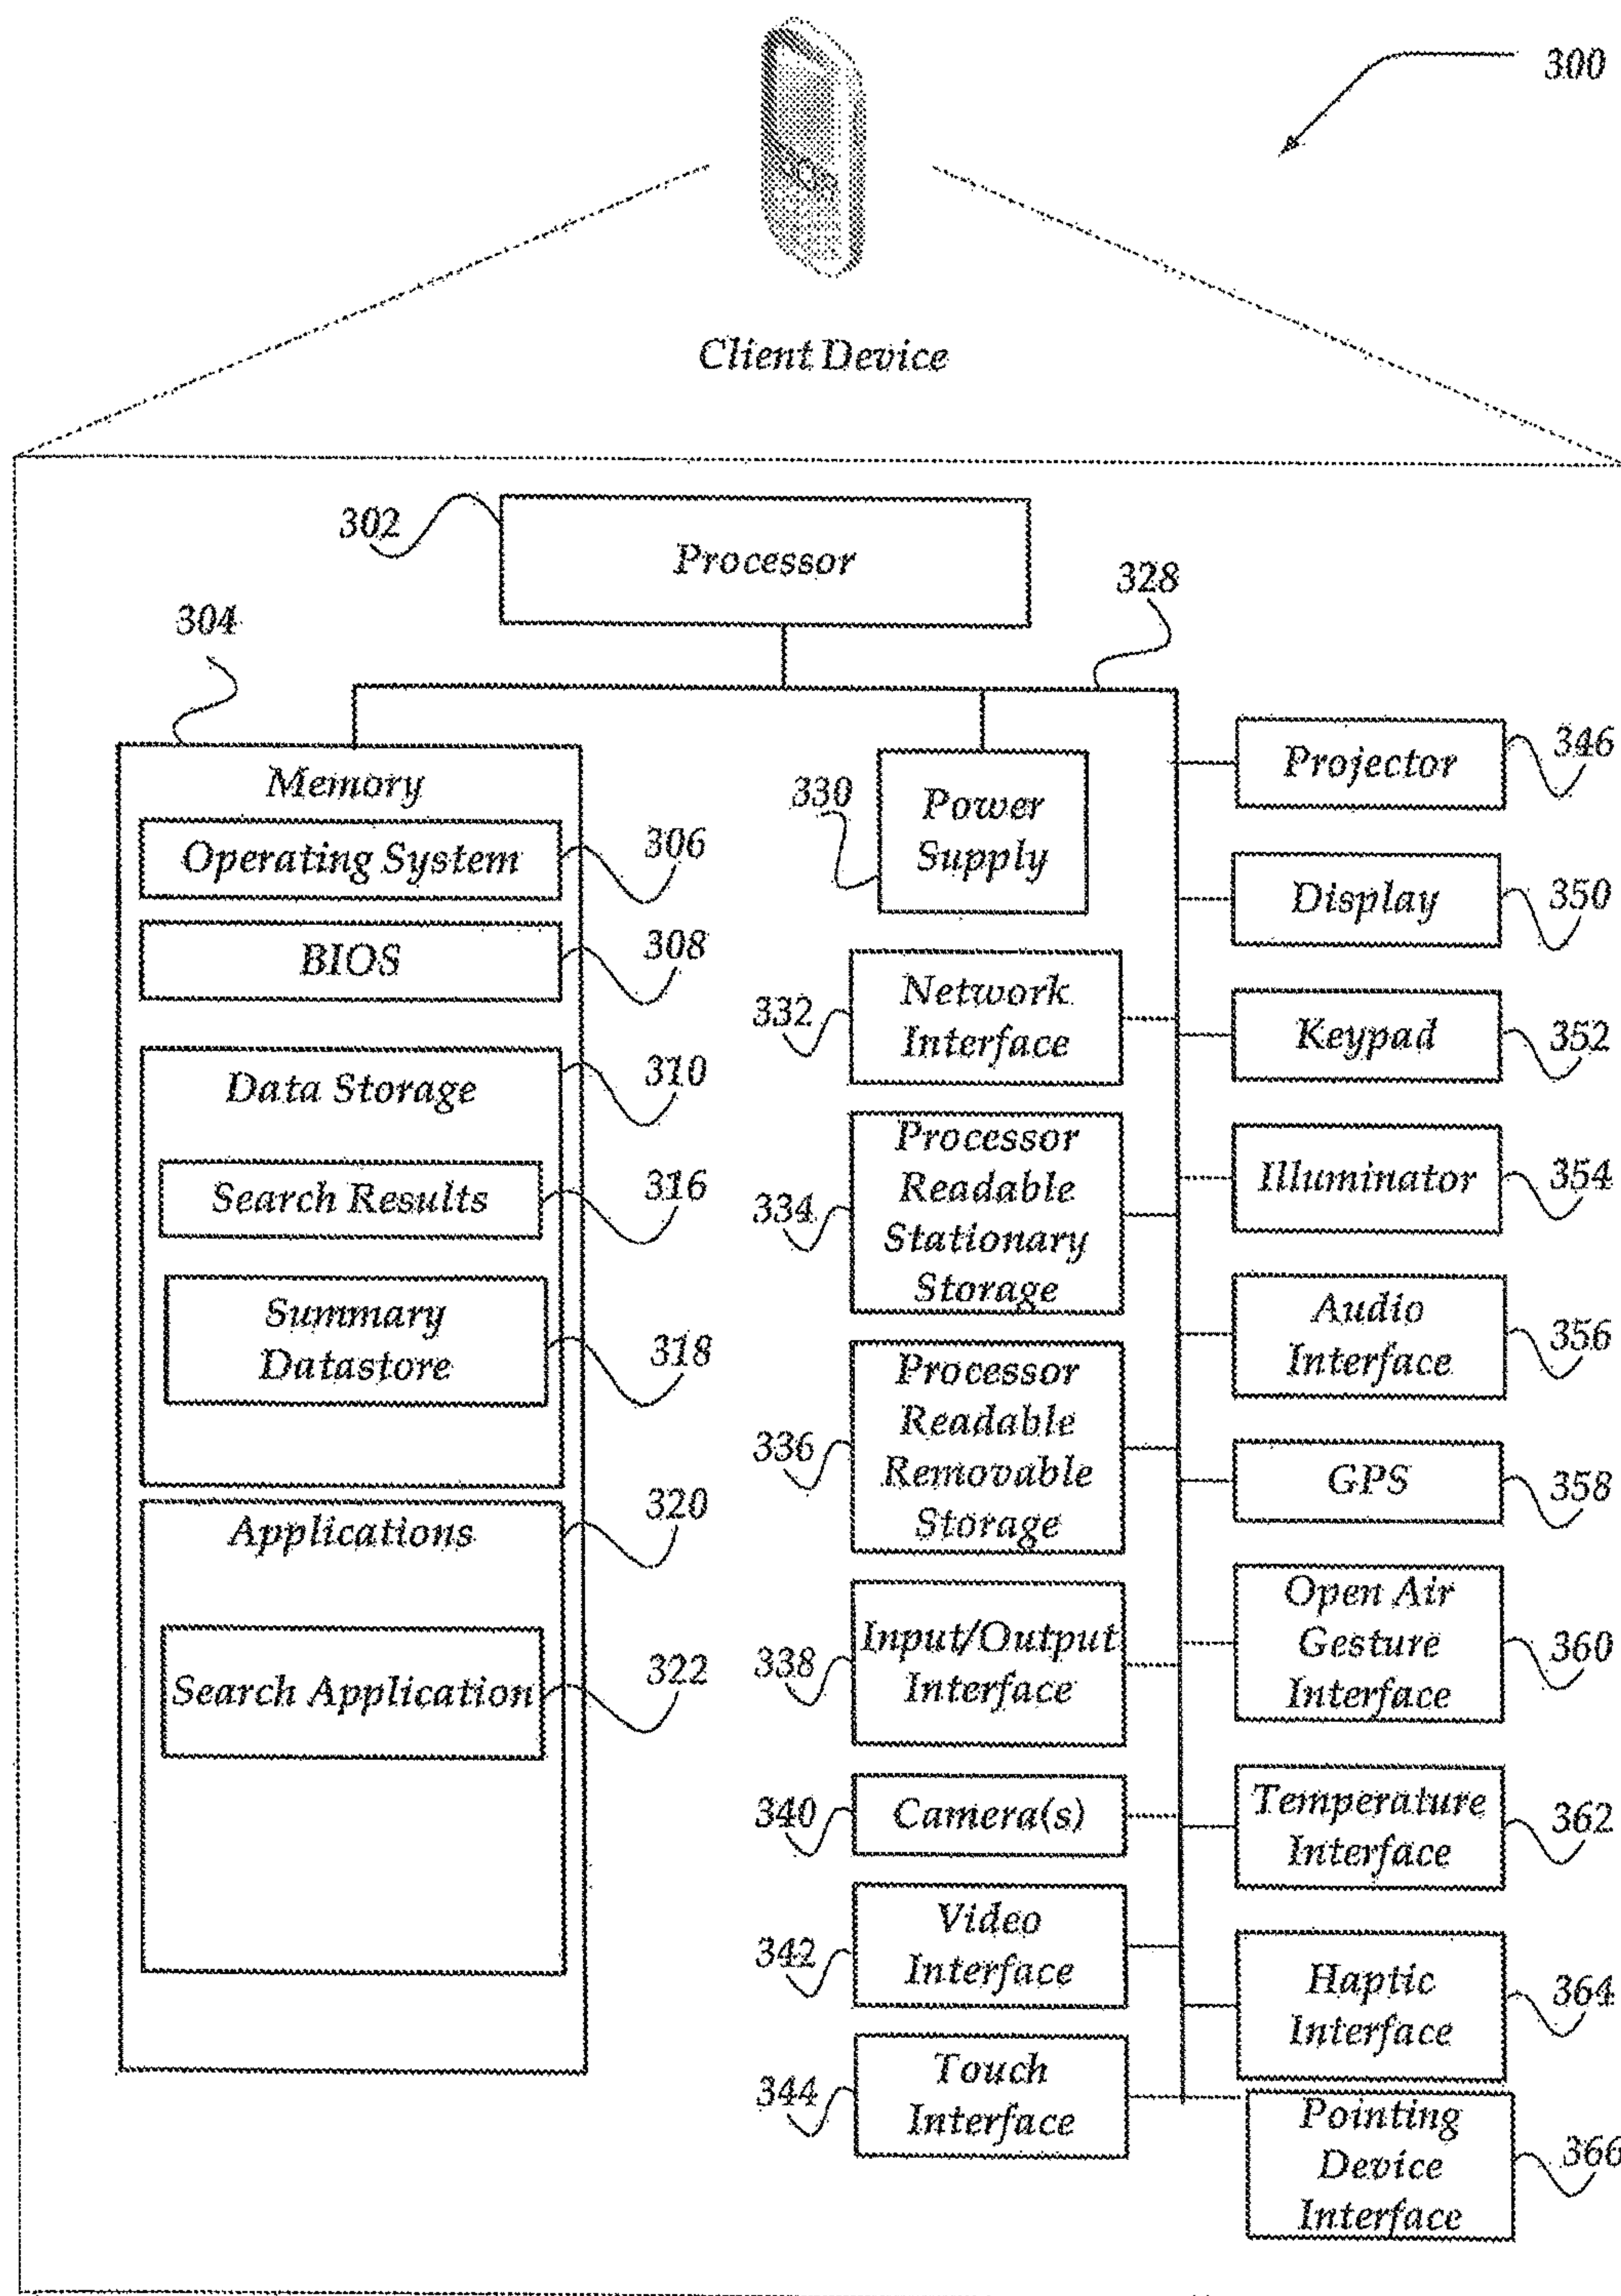 300
Client Device
302
Processor
328
304
Memory
Operating System
306
BIOS
308
Data Storage
310
Search Results
316
Summary
Datastore
318
Applications
320
Search Application
322
330
Power
Supply
332
Network
Interface
334
Processor
Readable
Stationary
Storage
336
Processor
Readable
Removable
Storage
338
Input/Output
Interface
340
Camera(s)
342
Video
Interface
344
Touch
Interface
Projector
346
Display
350
Keypad
352
Illuminator
354
Audio
Interface
356
GPS
358
Open Air
Gesture
Interface
360
Temperature
Interface
362
Haptic
Interface
364
Pointing
Device
Interface
366